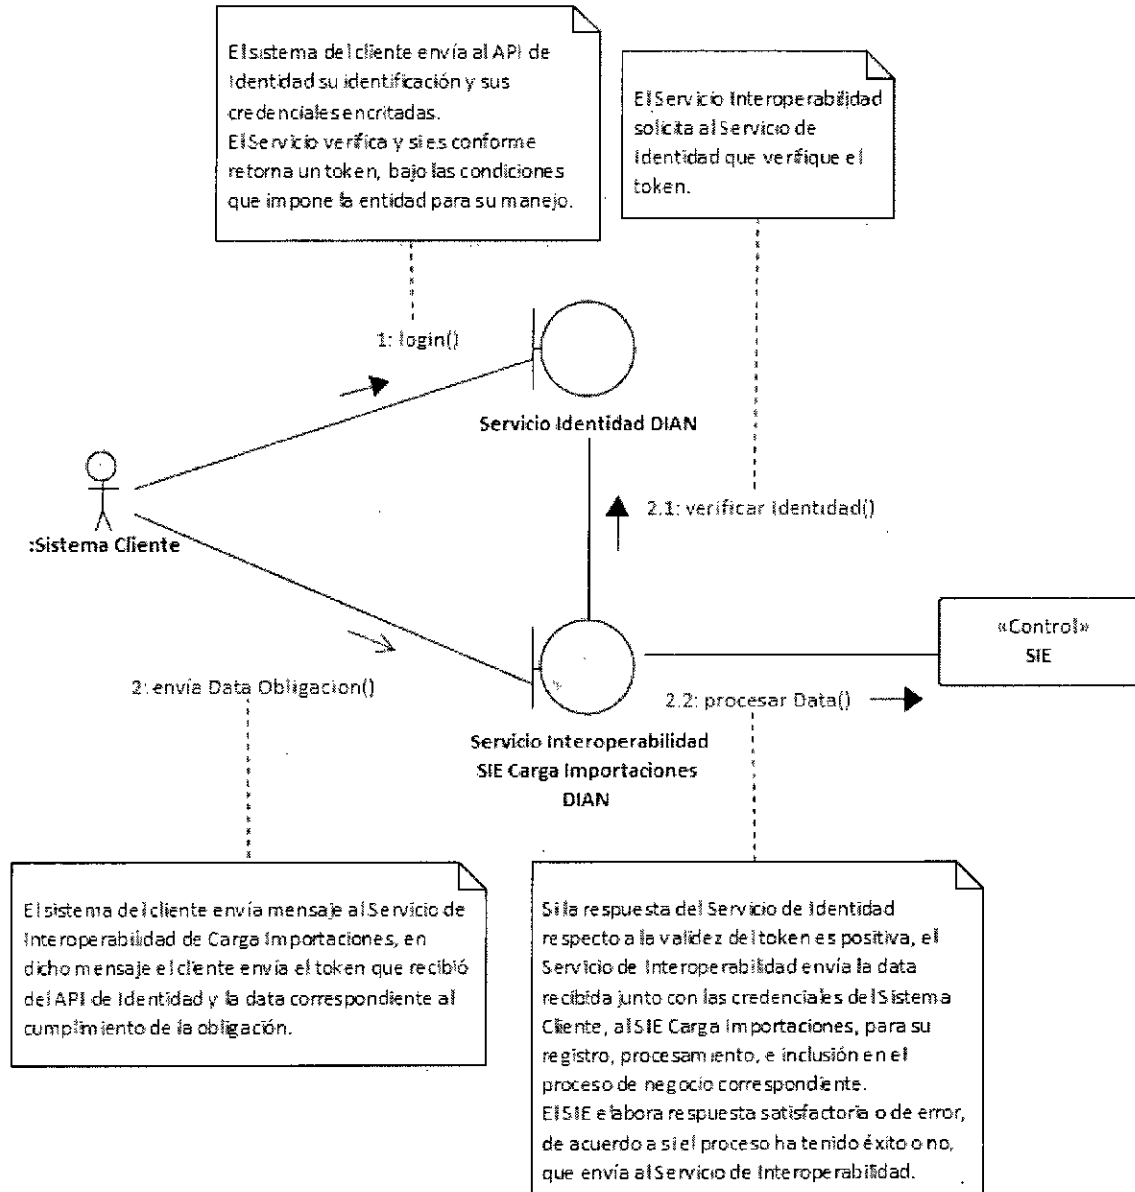 El sistema del cliente envía al API de
Identidad su identificación y sus
credenciales encritadas.
El Servicio verifica y si es conforme
retorna un token, bajo las condiciones
que impone la entidad para su manejo.
El Servicio Interoperabilidad
solicita al Servicio de
Identidad que verifique el
token.
1: login()
Servicio Identidad DIAN
2.1: verificar Identidad()
:Sistema Cliente
«Control»
SIE
2: envía Data Obligacion()
2.2: procesar Data()
Servicio Interoperabilidad
SIE Carga Importaciones
DIAN
El sistema del cliente envía mensaje al Servicio de
Interoperabilidad de Carga Importaciones, en
dicho mensaje el cliente envía el token que recibió
del API de Identidad y la data correspondiente al
cumplimiento de la obligación.
Si la respuesta del Servicio de Identidad
respecto a la validez del token es positiva, el
Servicio de Interoperabilidad envía la data
recibida junto con las credenciales del Sistema
Cliente, al SIE Carga Importaciones, para su
registro, procesamiento, e inclusión en el
proceso de negocio correspondiente.
El SIE elabora respuesta satisfactoria o de error,
de acuerdo a si el proceso ha tenido éxito o no,
que envía al Servicio de Interoperabilidad.